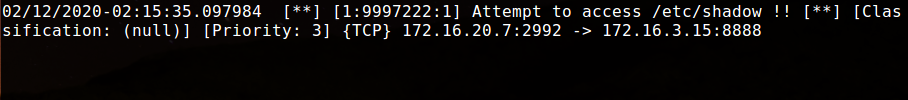 02/12/2020-02:15:35.097984  [**] [1:9997222:1] Attempt to access /etc/shadow !! [**] [Clas
sification: (null)] [Priority: 3] {TCP} 172.16.20.7:2992 -> 172.16.3.15:8888